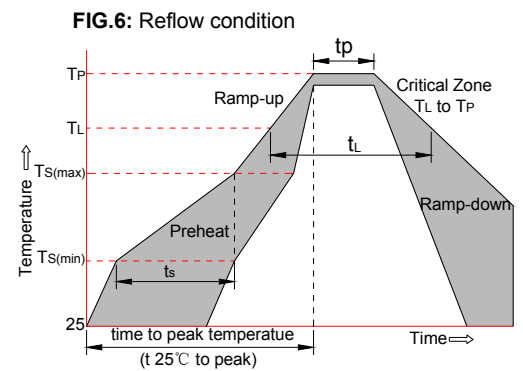 FIG.6: Reflow condition
tp
TP
Ramp-up
Critical Zone
TL to TP
TL
tL
TS(max)
Temperature
Preheat
Ramp-down
TS(min)
ts
25
time to peak temperatue
Time
(t 25℃ to peak)